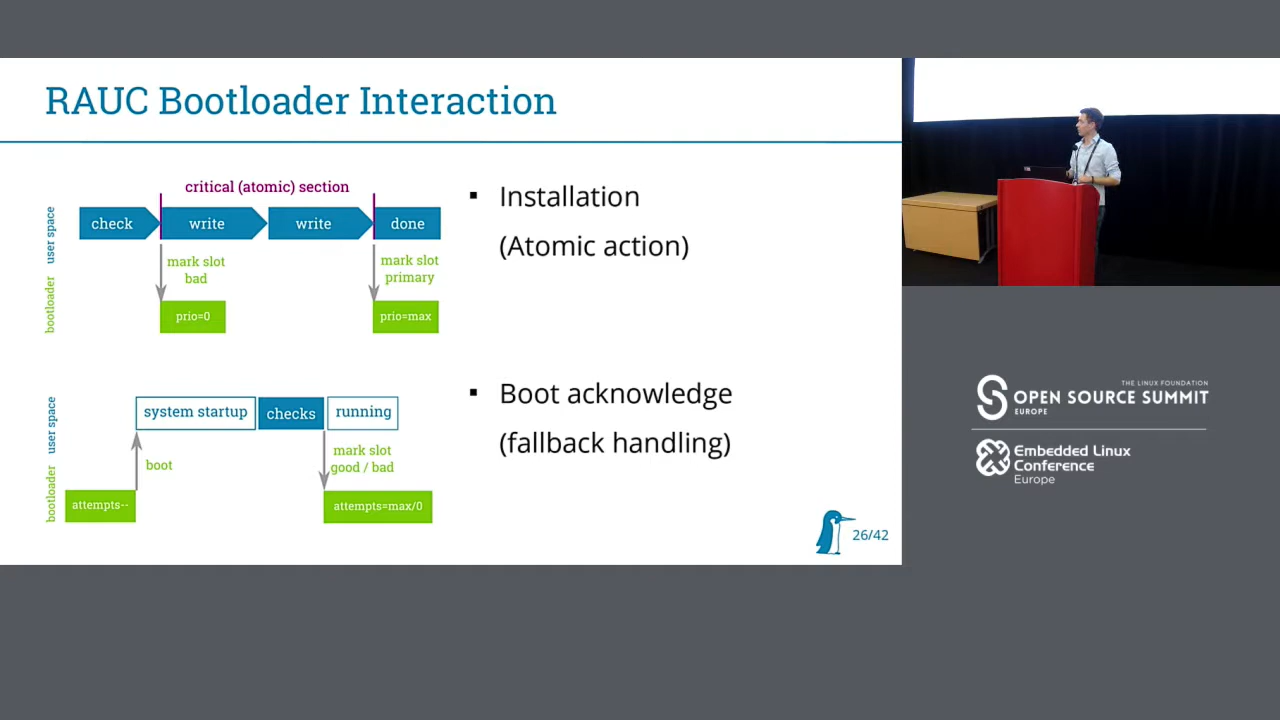 RAUC Bootloader Interaction
critical (atomic) section
user space
check
write
write
done
mark slot
bad
mark slot
primary
bootloader
prio=0
prio=max
▪ Installation
(Atomic action)
user space
system startup
checks
running
boot
mark slot
good / bad
bootloader
attempts--
attempts=max/0
▪ Boot acknowledge
(fallback handling)
26/42
THE LINUX FOUNDATION
OPEN SOURCE SUMMIT
EUROPE
Embedded Linux
Conference
Europe